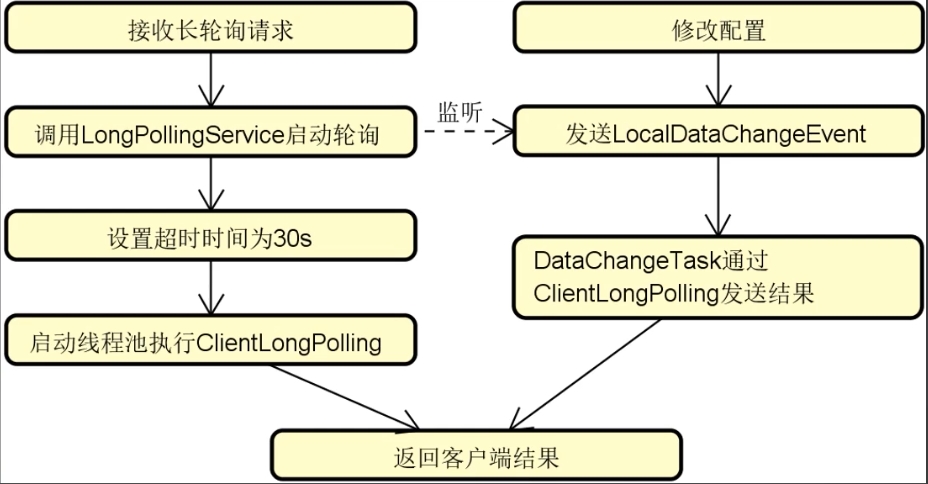 接收长轮询请求
修改配置
监听
调用LongPollingService启动轮询
发送LocalDataChangeEvent
设置超时时间为30s
DataChangeTask通过
ClientLongPolling发送结果
启动线程池执行ClientLongPolling
返回客户端结果